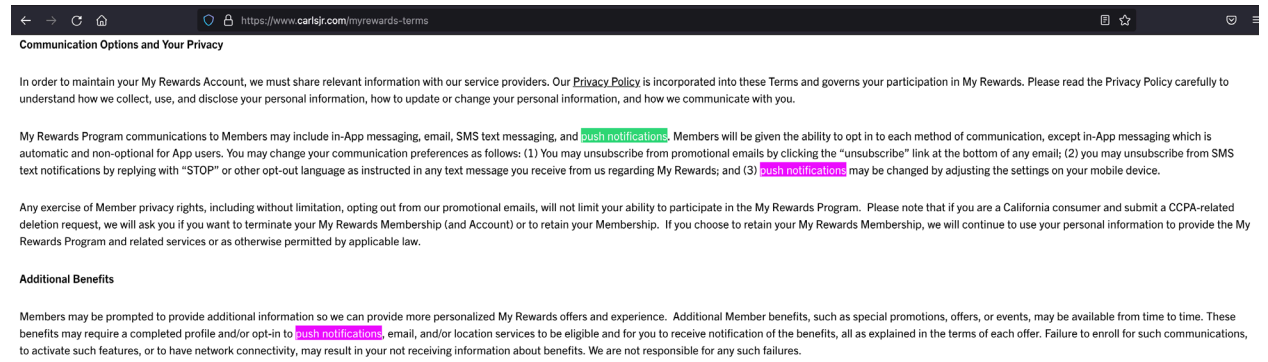 https://www.carlsjr.com/myrewards-terms
Communication Options and Your Privacy
In order to maintain your My Rewards Account, we must share relevant information with our service providers. Our Privacy Policy is incorporated into these Terms and governs your participation in My Rewards. Please read the Privacy Policy carefully to
understand how we collect, use, and disclose your personal information, how to update or change your personal information, and how we communicate with you.
My Rewards Program communications to Members may include in-App messaging, email, SMS text messaging, and push notifications. Members will be given the ability to opt in to each method of communication, except in-App messaging which is
automatic and non-optional for App users. You may change your communication preferences as follows: (1) You may unsubscribe from promotional emails by clicking the “unsubscribe” link at the bottom of any email; (2) you may unsubscribe from SMS
text notifications by replying with “STOP” or other opt-out language as instructed in any text message you receive from us regarding My Rewards; and (3) push notifications may be changed by adjusting the settings on your mobile device.
Any exercise of Member privacy rights, including without limitation, opting out from our promotional emails, will not limit your ability to participate in the My Rewards Program. Please note that if you are a California consumer and submit a CCPA-related
deletion request, we will ask you if you want to terminate your My Rewards Membership (and Account) or to retain your Membership. If you choose to retain your My Rewards Membership, we will continue to use your personal information to provide the My
Rewards Program and related services or as otherwise permitted by applicable law.
Additional Benefits
Members may be prompted to provide additional information so we can provide more personalized My Rewards offers and experience. Additional Member benefits, such as special promotions, offers, or events, may be available from time to time. These
benefits may require a completed profile and/or opt-in to push notifications, email, and/or location services to be eligible and for you to receive notification of the benefits, all as explained in the terms of each offer. Failure to enroll for such communications,
to activate such features, or to have network connectivity, may result in your not receiving information about benefits. We are not responsible for any such failures.